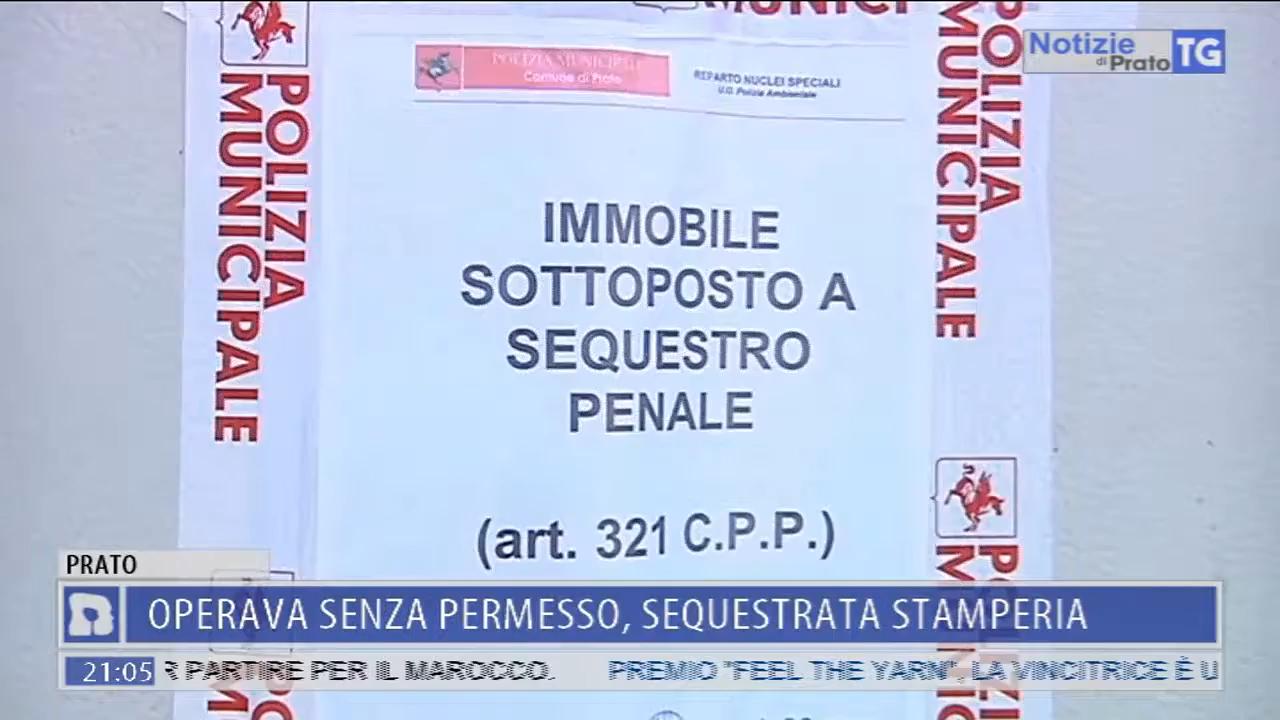 MUNICI
POLIZIA MUNICIPALE
POLIZIA MUNICIPALE
Comune di Prato
REPARTO NUCLEI SPECIALI
U.O. Polizia Ambientale
POLIZIA MUNICIPALE
Notizie
di Prato TG
IMMOBILE
SOTTOPOSTO A
SEQUESTRO
PENALE
(art. 321 C.P.P.)
PRATO
OPERAVA SENZA PERMESSO, SEQUESTRATA STAMPERIA
21:05 R PARTIRE PER IL MAROCCO. PREMIO "FEEL THE YARN", LA VINCITRICE È U